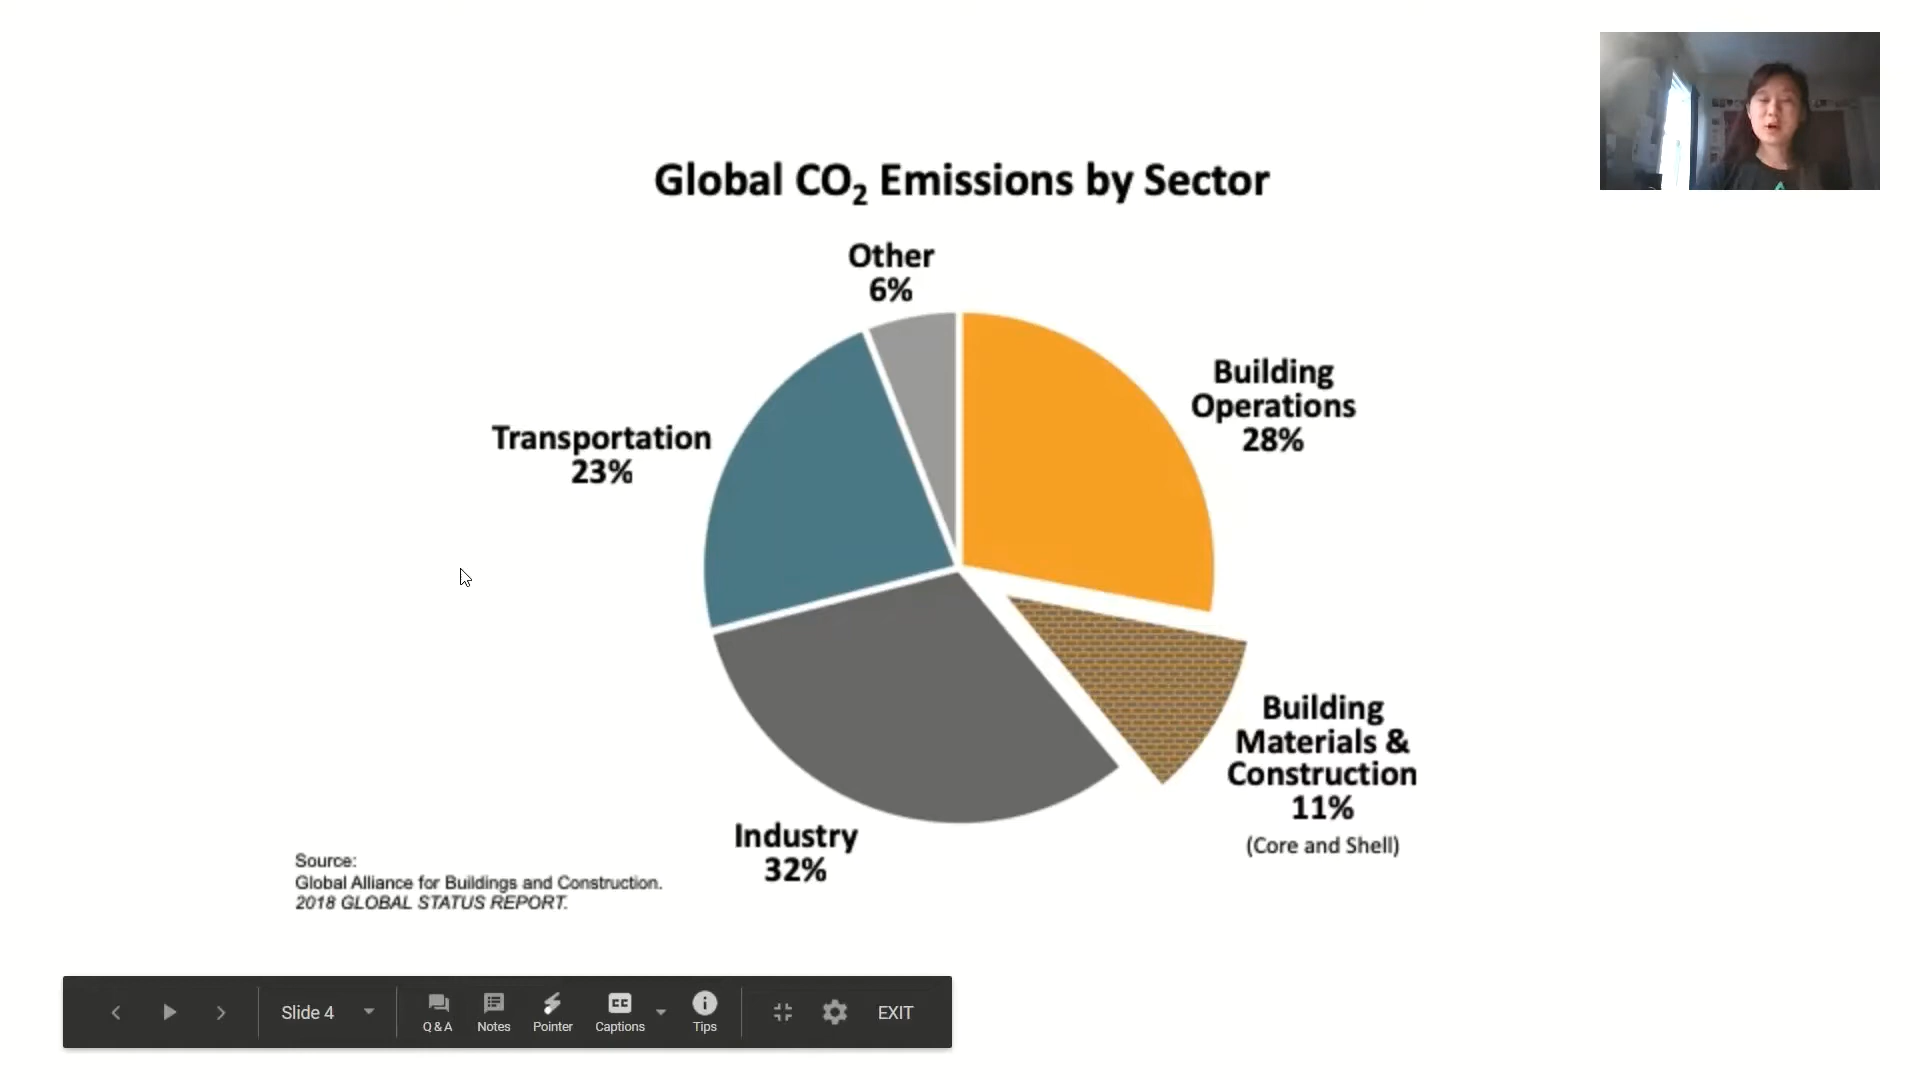 Global CO₂ Emissions by Sector
Other
6%
Building
Operations
28%
Transportation
23%
Building
Materials &
Construction
11%
(Core and Shell)
Industry
32%
Source:
Global Alliance for Buildings and Construction.
2018 GLOBAL STATUS REPORT.
Slide 4
Q&A
Notes
Pointer
CC
Captions
Tips
EXIT